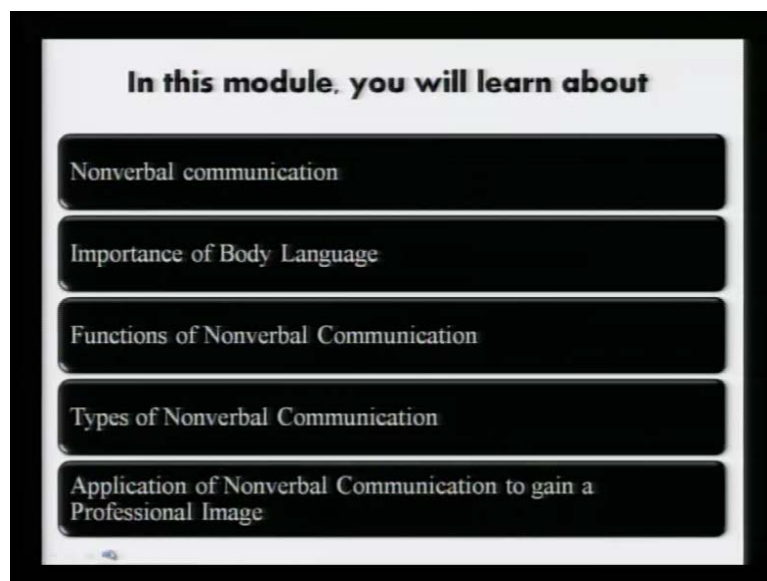 In this module, you will learn about
Nonverbal communication
Importance of Body Language
Functions of Nonverbal Communication
Types of Nonverbal Communication
Application of Nonverbal Communication to gain a
Professional Image